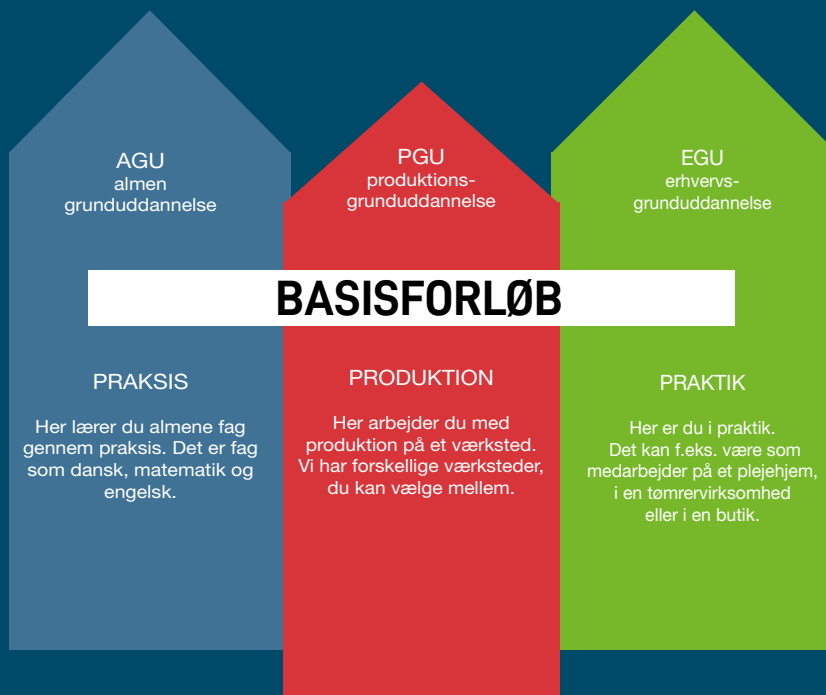 AGU
almen
grunduddannelse
PGU
produktions-
grunduddannelse
EGU
erhvervs-
grunduddannelse
BASISFORLØB
PRAKSIS
Her lærer du almene fag
gennem praksis. Det er fag
som dansk, matematik og
engelsk.
PRODUKTION
Her arbejder du med
produktion på et værksted.
Vi har forskellige værksteder,
du kan vælge mellem.
PRAKTIK
Her er du i praktik.
Det kan f.eks. være som
medarbejder på et plejehjem,
i en tømrervirksomhed
eller i en butik.